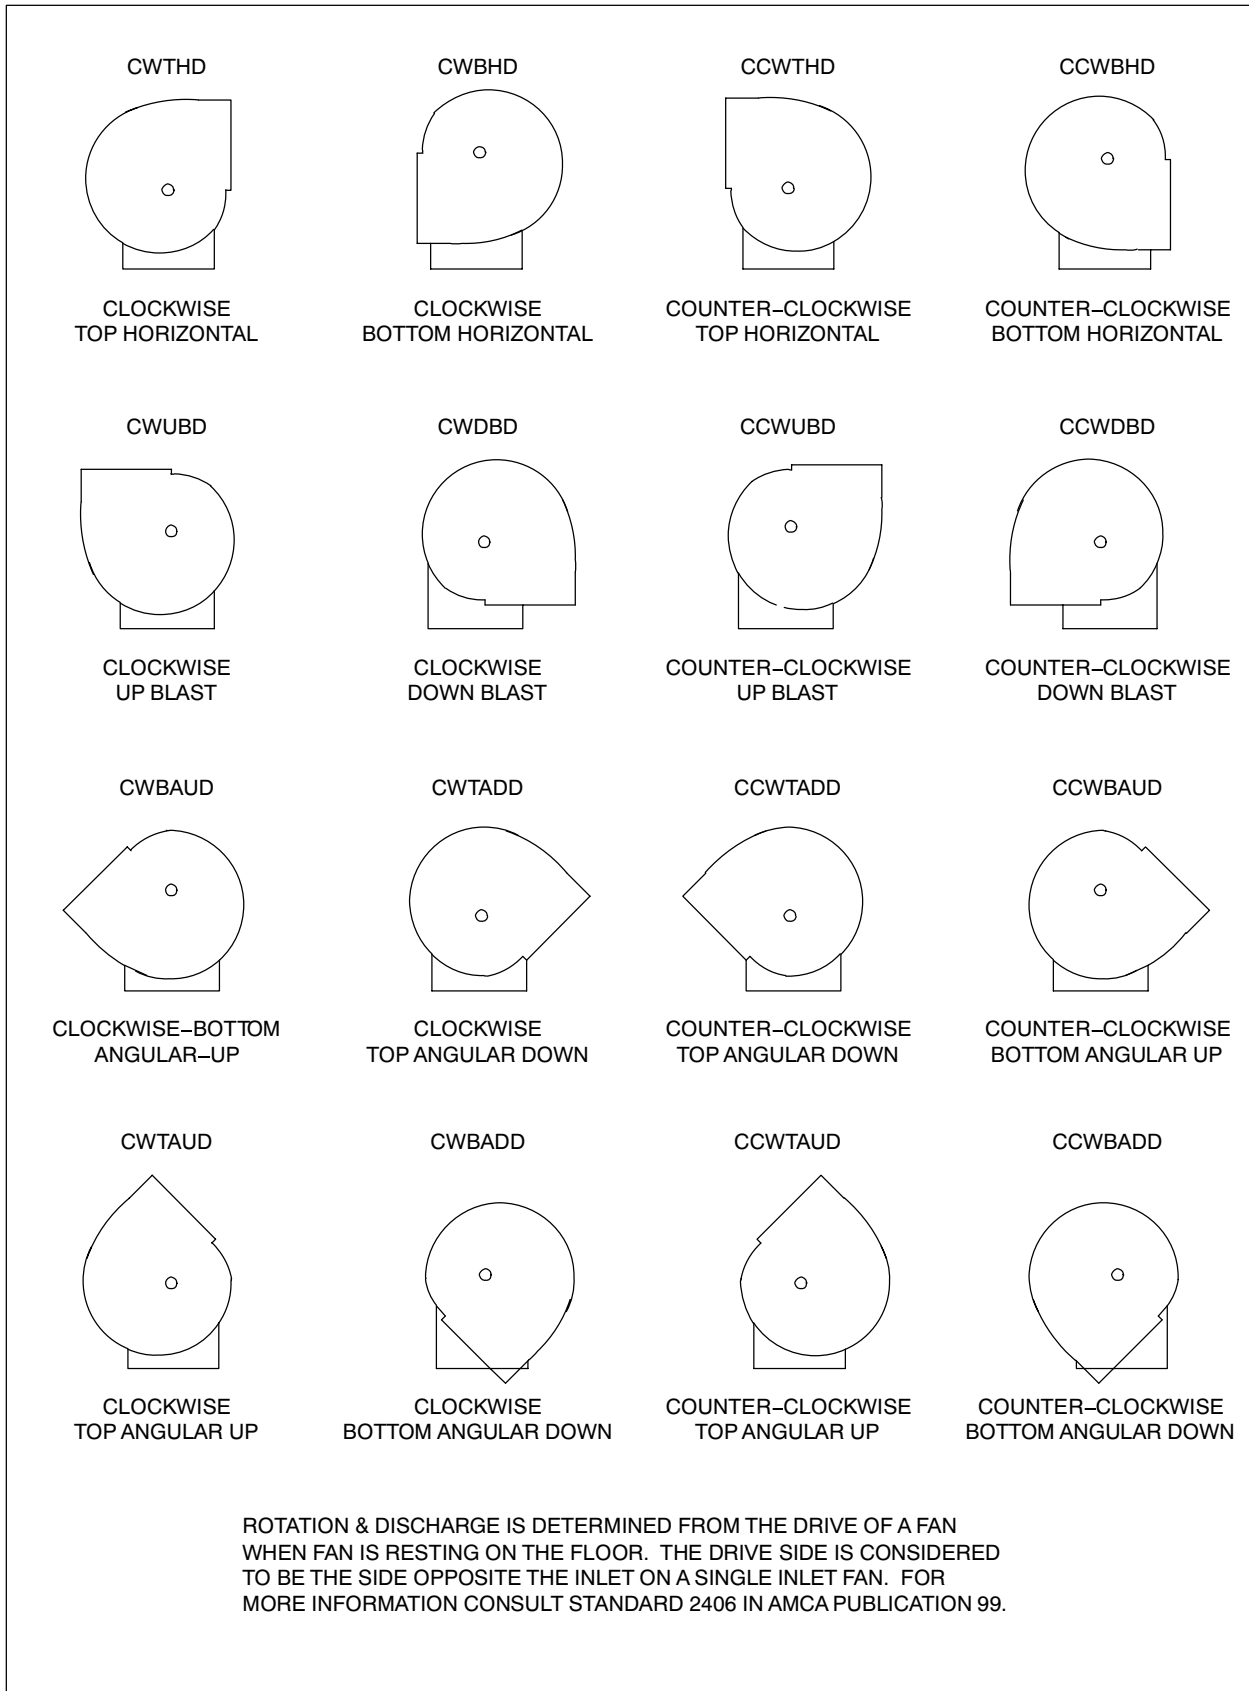 CWTHD
CWBHD
CCWTHD
CCWBHD
CLOCKWISE
TOP HORIZONTAL
CLOCKWISE
BOTTOM HORIZONTAL
COUNTER–CLOCKWISE
TOP HORIZONTAL
COUNTER–CLOCKWISE
BOTTOM HORIZONTAL
CWUBD
CWDBD
CCWUBD
CCWDBD
CLOCKWISE
UP BLAST
CLOCKWISE
DOWN BLAST
COUNTER–CLOCKWISE
UP BLAST
COUNTER–CLOCKWISE
DOWN BLAST
CWBAUD
CWTADD
CCWTADD
CCWBAUD
CLOCKWISE–BOTTOM
ANGULAR–UP
CLOCKWISE
TOP ANGULAR DOWN
COUNTER–CLOCKWISE
TOP ANGULAR DOWN
COUNTER–CLOCKWISE
BOTTOM ANGULAR UP
CWTAUD
CWBADD
CCWTAUD
CCWBADD
CLOCKWISE
TOP ANGULAR UP
CLOCKWISE
BOTTOM ANGULAR DOWN
COUNTER–CLOCKWISE
TOP ANGULAR UP
COUNTER–CLOCKWISE
BOTTOM ANGULAR DOWN
ROTATION & DISCHARGE IS DETERMINED FROM THE DRIVE OF A FAN
WHEN FAN IS RESTING ON THE FLOOR. THE DRIVE SIDE IS CONSIDERED
TO BE THE SIDE OPPOSITE THE INLET ON A SINGLE INLET FAN. FOR
MORE INFORMATION CONSULT STANDARD 2406 IN AMCA PUBLICATION 99.